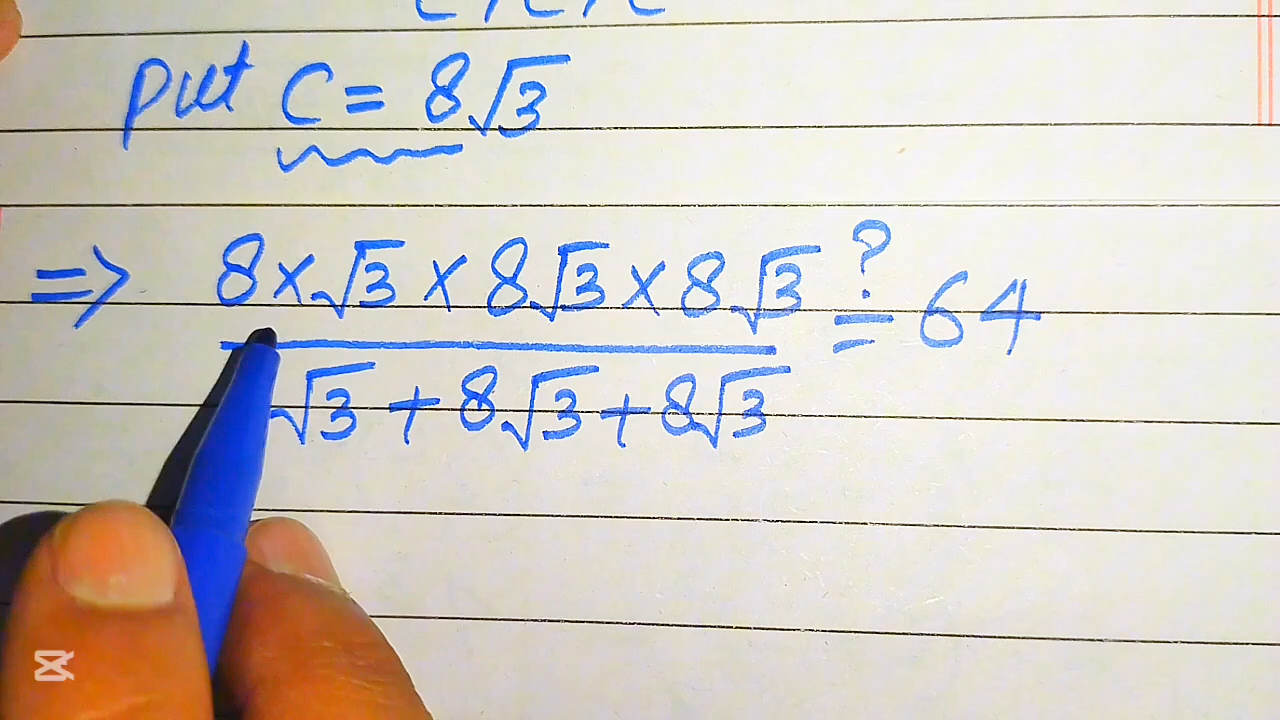 put C = 8√3
=> 8×√3 × 8√3 × 8√3 ?= 64
√3 + 8√3 + 8√3